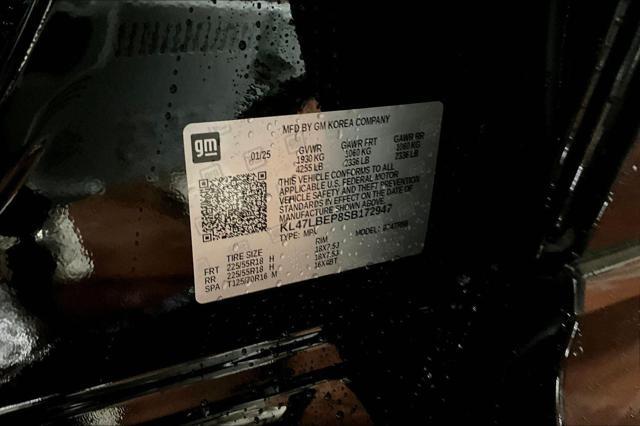 gm
MFD BY GM KOREA COMPANY
01/25
GVWR GAWR FRT GAWR RR
1930 KG 1060 KG 1060 KG
4255 LB 2336 LB 2336 LB
THIS VEHICLE CONFORMS TO ALL
APPLICABLE U.S. FEDERAL MOTOR
VEHICLE SAFETY AND THEFT PREVENTION
STANDARDS IN EFFECT ON THE DATE OF
MANUFACTURE SHOWN ABOVE.
KL47LBEP8SB172947
TYPE: MPV MODEL:
TIRE SIZE RIM
FRT 225/55R18 H 18X7.5J
RR 225/55R18 H 18X7.5J
SPA T125/70R16 M 16X4BT